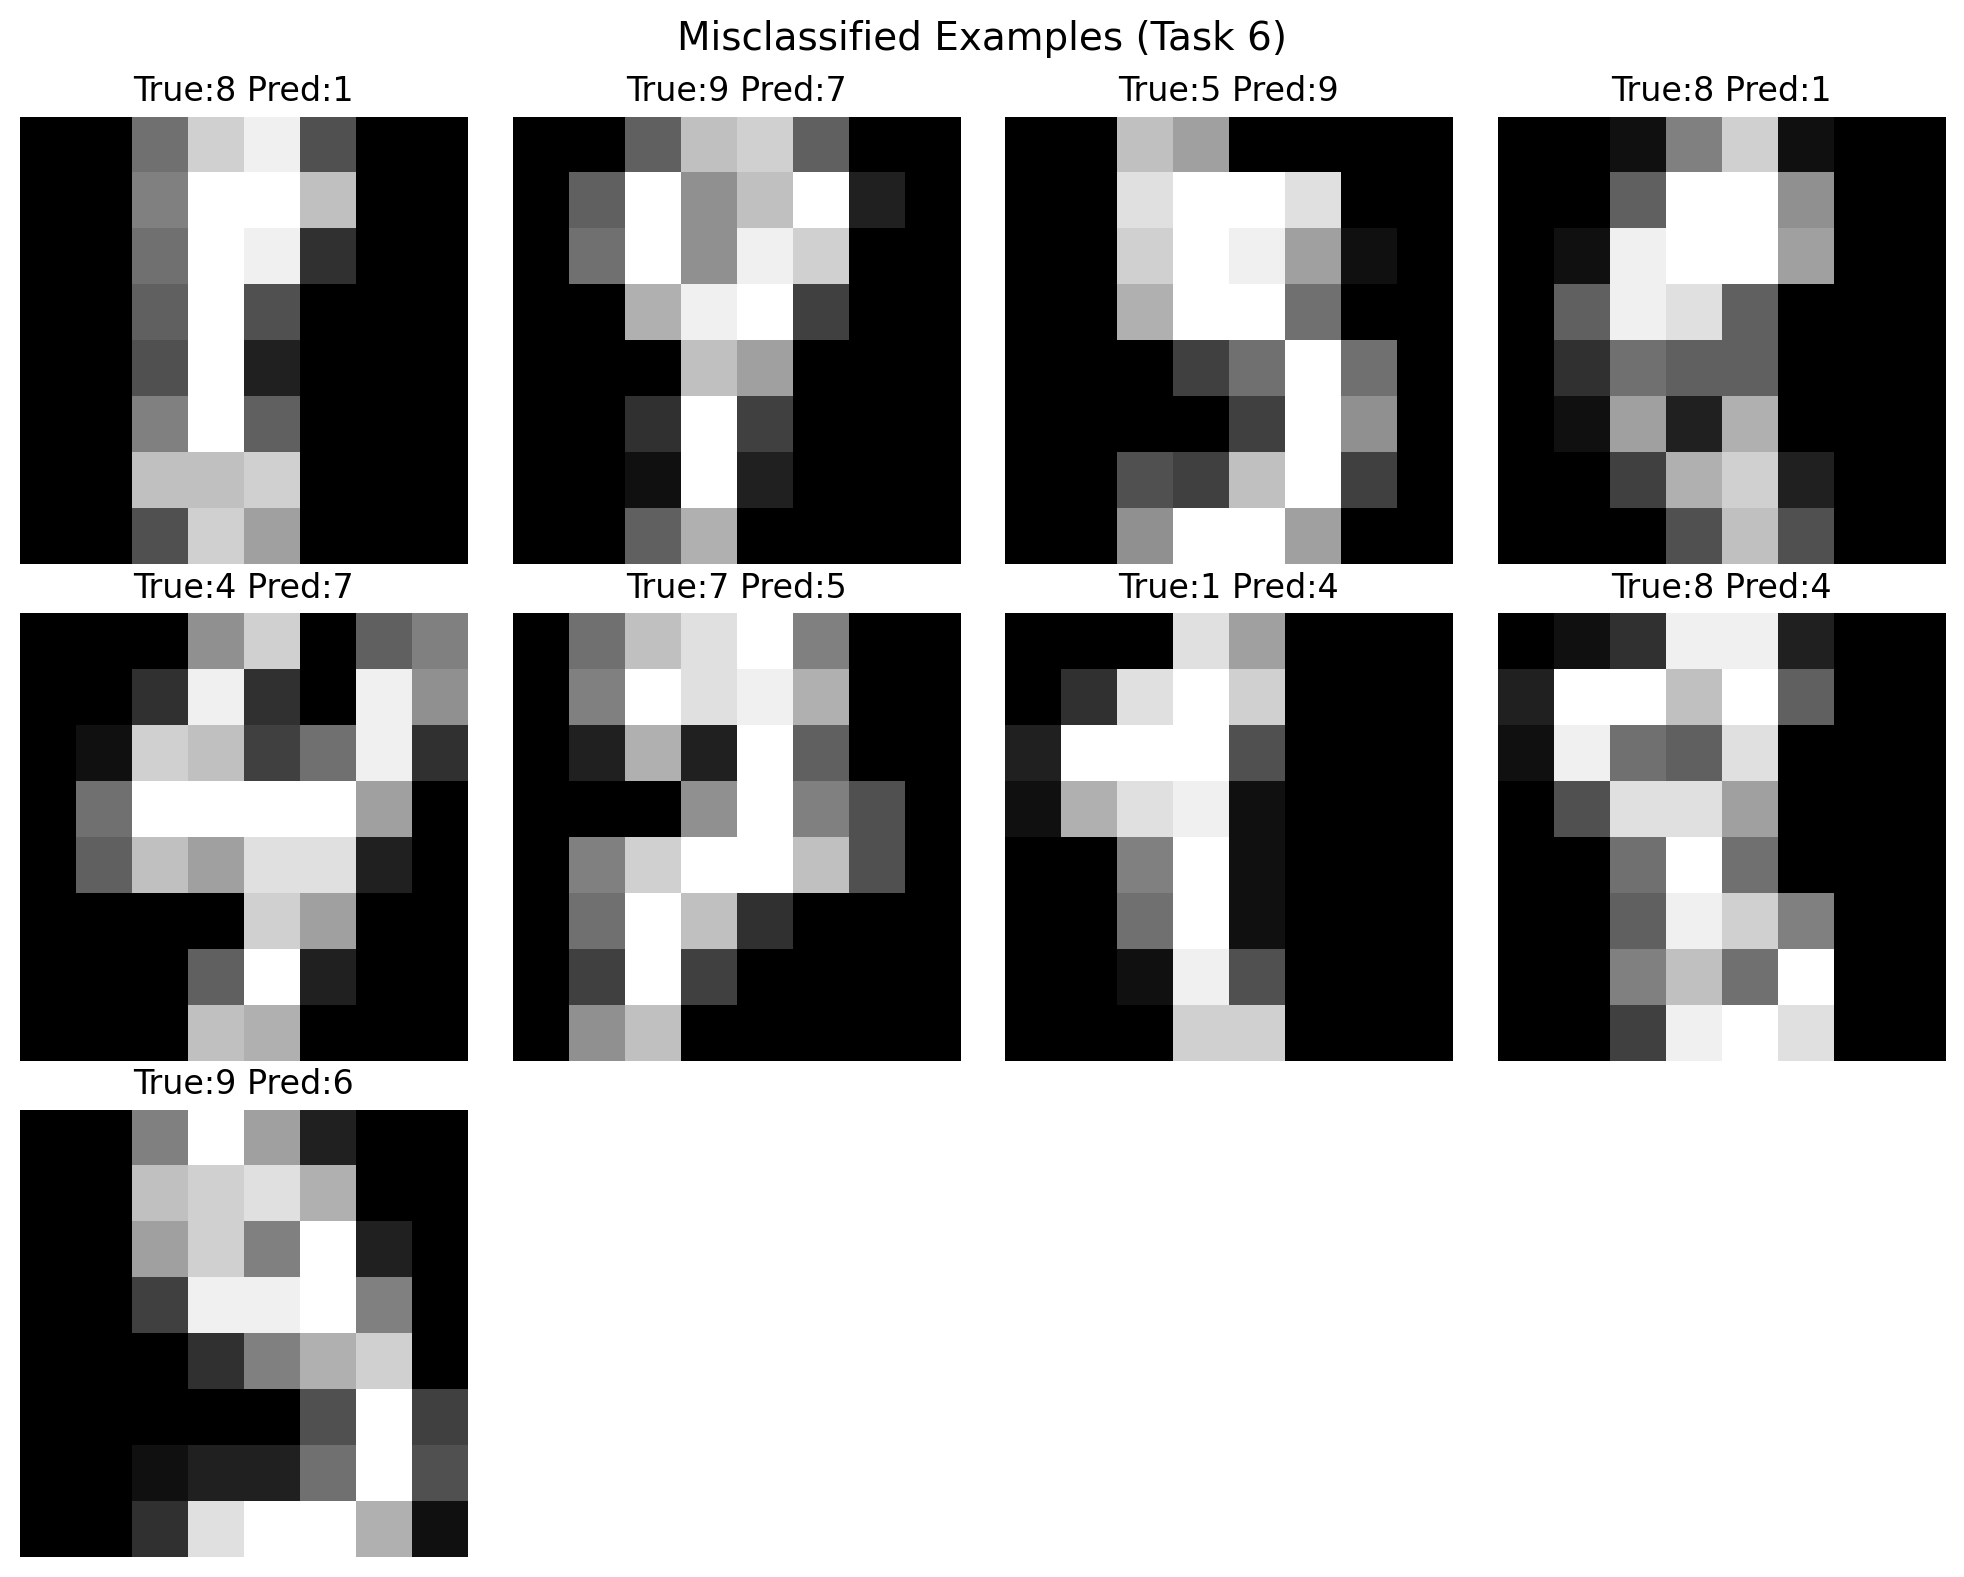 Misclassified Examples (Task 6)
True:8 Pred:1
True:9 Pred:7
True:5 Pred:9
True:8 Pred:1
True:4 Pred:7
True:7 Pred:5
True:1 Pred:4
True:8 Pred:4
True:9 Pred:6